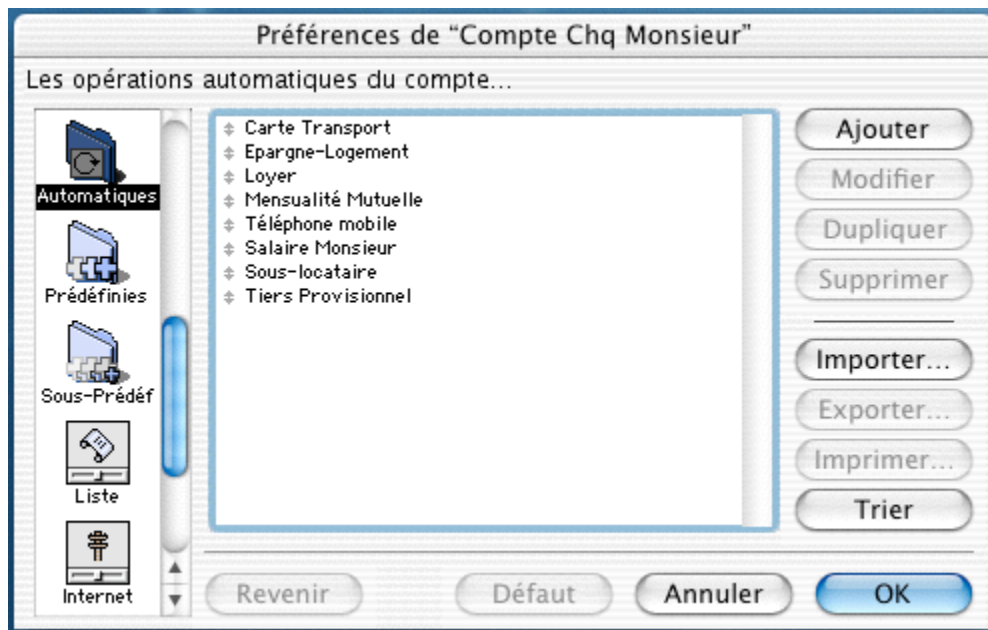 Préférences de “Compte Chq Monsieur”
Les opérations automatiques du compte...
Automatiques
Prédéfinies
Sous-Prédéf
Liste
Internet
Carte Transport
Epargne-Logement
Loyer
Mensualité Mutuelle
Téléphone mobile
Salaire Monsieur
Sous-locataire
Tiers Provisionnel
Ajouter
Modifier
Dupliquer
Supprimer
Importer...
Exporter...
Imprimer...
Trier
Revenir
Défaut
Annuler
OK